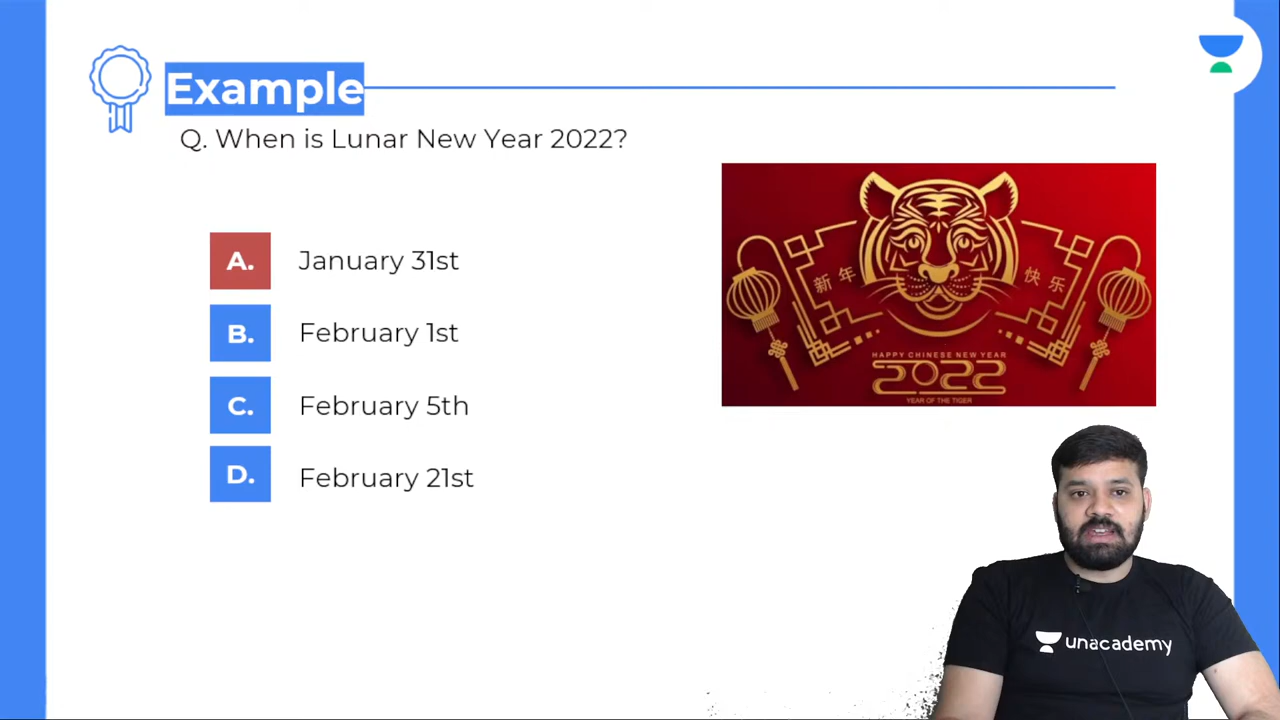 Example
Q. When is Lunar New Year 2022?
A. January 31st
B. February 1st
C. February 5th
D. February 21st
新年 快乐
HAPPY CHINESE NEW YEAR
2022
YEAR OF THE TIGER
unacademy